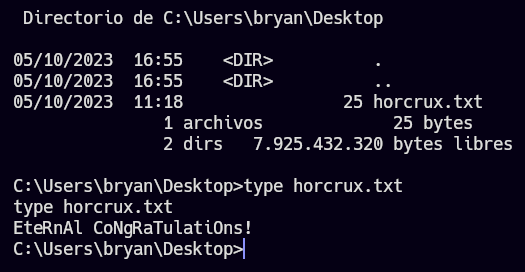 Directorio de C:\Users\bryan\Desktop
05/10/2023  16:55    <DIR>          .
05/10/2023  16:55    <DIR>          ..
05/10/2023  11:18                25 horcrux.txt
               1 archivos             25 bytes
               2 dirs   7.925.432.320 bytes libres
C:\Users\bryan\Desktop>type horcrux.txt
type horcrux.txt
EteRnAl CoNgRaTulatiOns!
C:\Users\bryan\Desktop>